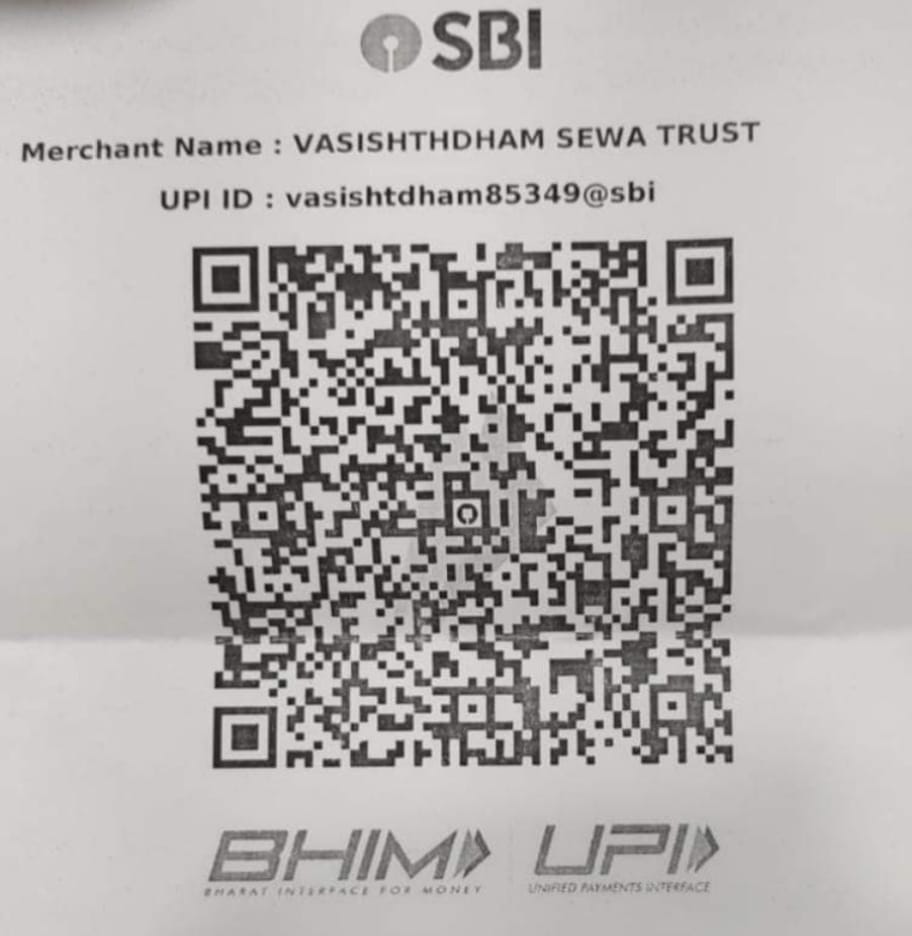 SBI
Merchant Name : VASISHTHDHAM SEWA TRUST
UPI ID : vasishtdham85349@sbi
BHIM UPI
BHARAT INTERFACE FOR MONEY UNIFIED PAYMENTS INTERFACE